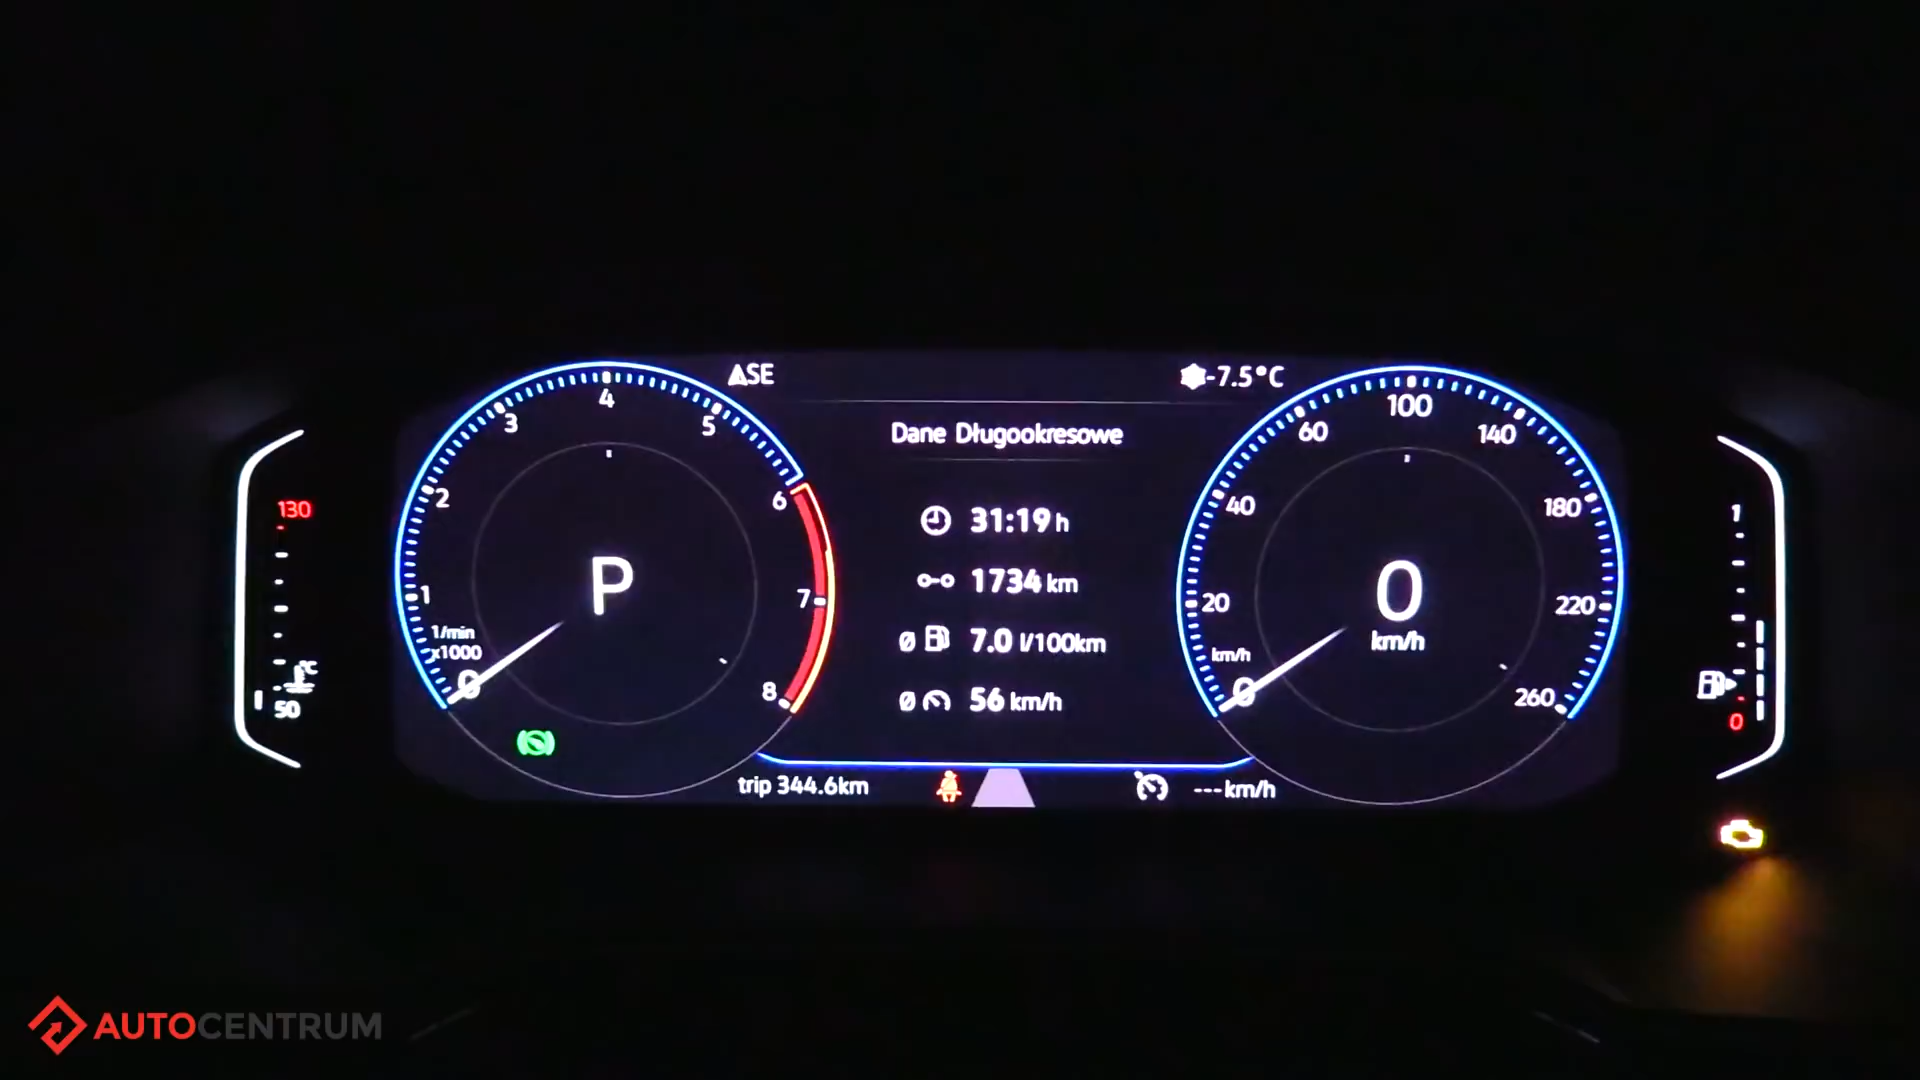 ASE
-7.5°C
Dane Długookresowe
31:19 h
1734 km
Ø 7.0 l/100km
Ø 56 km/h
P
0
km/h
1/min
x1000
0
1
2
3
4
5
6
7
8
km/h
0
20
40
60
100
140
180
220
260
130
°C
50
1
0
trip 344.6km
---km/h
AUTOCENTRUM